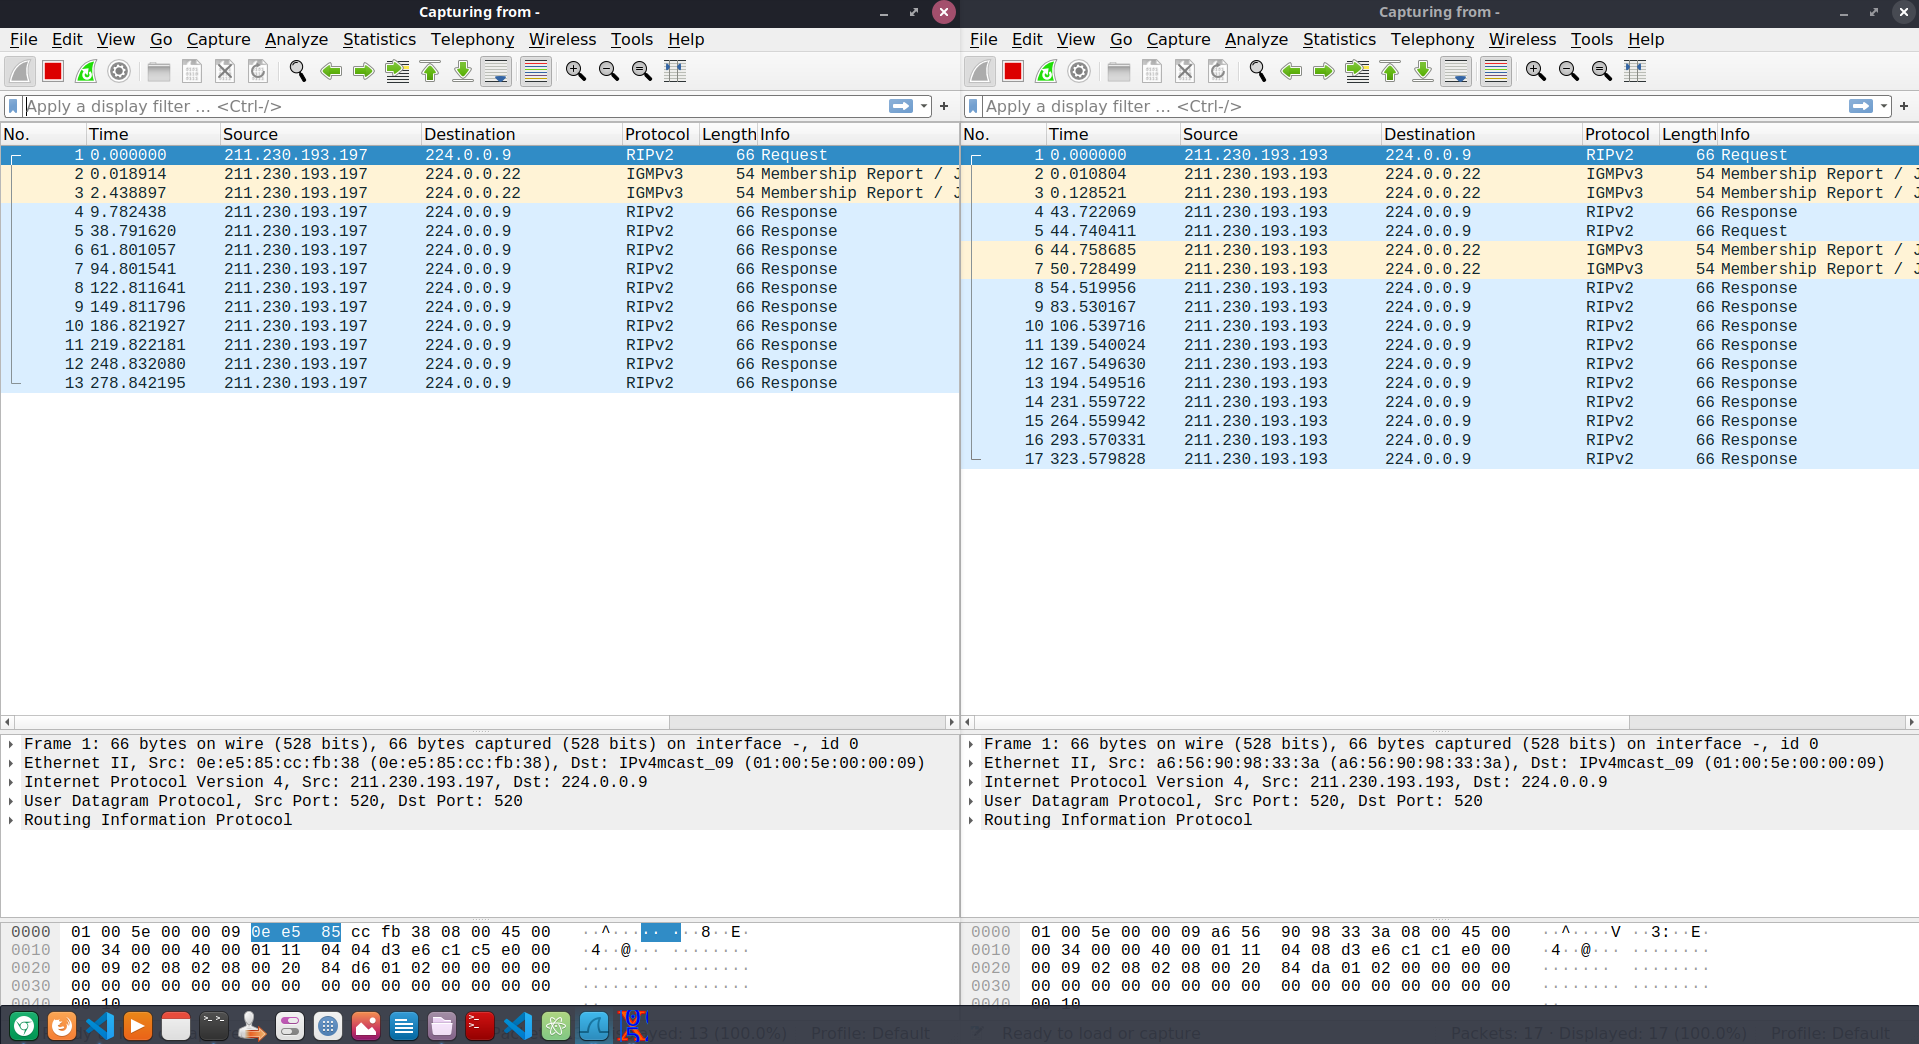 Capturing from -
File Edit View Go Capture Analyze Statistics Telephony Wireless Tools Help
Apply a display filter … <Ctrl-/>
No. Time Source Destination Protocol Length Info
1 0.000000 211.230.193.197 224.0.0.9 RIPv2 66 Request
2 0.018914 211.230.193.197 224.0.0.22 IGMPv3 54 Membership Report / J
3 2.438897 211.230.193.197 224.0.0.22 IGMPv3 54 Membership Report / J
4 9.782438 211.230.193.197 224.0.0.9 RIPv2 66 Response
5 38.791620 211.230.193.197 224.0.0.9 RIPv2 66 Response
6 61.801057 211.230.193.197 224.0.0.9 RIPv2 66 Response
7 94.801541 211.230.193.197 224.0.0.9 RIPv2 66 Response
8 122.811641 211.230.193.197 224.0.0.9 RIPv2 66 Response
9 149.811796 211.230.193.197 224.0.0.9 RIPv2 66 Response
10 186.821927 211.230.193.197 224.0.0.9 RIPv2 66 Response
11 219.822181 211.230.193.197 224.0.0.9 RIPv2 66 Response
12 248.832080 211.230.193.197 224.0.0.9 RIPv2 66 Response
13 278.842195 211.230.193.197 224.0.0.9 RIPv2 66 Response
Frame 1: 66 bytes on wire (528 bits), 66 bytes captured (528 bits) on interface -, id 0
Ethernet II, Src: 0e:e5:85:cc:fb:38 (0e:e5:85:cc:fb:38), Dst: IPv4mcast_09 (01:00:5e:00:00:09)
Internet Protocol Version 4, Src: 211.230.193.197, Dst: 224.0.0.9
User Datagram Protocol, Src Port: 520, Dst Port: 520
Routing Information Protocol
0000 01 00 5e 00 00 09 0e e5 85 cc fb 38 08 00 45 00 ··^····· ···8··E·
0010 00 34 00 00 40 00 01 11 04 04 d3 e6 c1 c5 e0 00 ·4··@··· ········
0020 00 09 02 08 02 08 00 20 84 d6 01 02 00 00 00 00 ······· ········
0030 00 00 00 00 00 00 00 00 00 00 00 00 00 00 00 00 ········ ········
0040 00 10 ··
Displayed: 13 (100.0%) Profile: Default
Capturing from -
File Edit View Go Capture Analyze Statistics Telephony Wireless Tools Help
Apply a display filter … <Ctrl-/>
No. Time Source Destination Protocol Length Info
1 0.000000 211.230.193.193 224.0.0.9 RIPv2 66 Request
2 0.010804 211.230.193.193 224.0.0.22 IGMPv3 54 Membership Report / J
3 0.128521 211.230.193.193 224.0.0.22 IGMPv3 54 Membership Report / J
4 43.722069 211.230.193.193 224.0.0.9 RIPv2 66 Response
5 44.740411 211.230.193.193 224.0.0.9 RIPv2 66 Request
6 44.758685 211.230.193.193 224.0.0.22 IGMPv3 54 Membership Report / J
7 50.728499 211.230.193.193 224.0.0.22 IGMPv3 54 Membership Report / J
8 54.519956 211.230.193.193 224.0.0.9 RIPv2 66 Response
9 83.530167 211.230.193.193 224.0.0.9 RIPv2 66 Response
10 106.539716 211.230.193.193 224.0.0.9 RIPv2 66 Response
11 139.540024 211.230.193.193 224.0.0.9 RIPv2 66 Response
12 167.549630 211.230.193.193 224.0.0.9 RIPv2 66 Response
13 194.549516 211.230.193.193 224.0.0.9 RIPv2 66 Response
14 231.559722 211.230.193.193 224.0.0.9 RIPv2 66 Response
15 264.559942 211.230.193.193 224.0.0.9 RIPv2 66 Response
16 293.570331 211.230.193.193 224.0.0.9 RIPv2 66 Response
17 323.579828 211.230.193.193 224.0.0.9 RIPv2 66 Response
Frame 1: 66 bytes on wire (528 bits), 66 bytes captured (528 bits) on interface -, id 0
Ethernet II, Src: a6:56:90:98:33:3a (a6:56:90:98:33:3a), Dst: IPv4mcast_09 (01:00:5e:00:00:09)
Internet Protocol Version 4, Src: 211.230.193.193, Dst: 224.0.0.9
User Datagram Protocol, Src Port: 520, Dst Port: 520
Routing Information Protocol
0000 01 00 5e 00 00 09 a6 56 90 98 33 3a 08 00 45 00 ··^····V ··3:··E·
0010 00 34 00 00 40 00 01 11 04 08 d3 e6 c1 c1 e0 00 ·4··@··· ········
0020 00 09 02 08 02 08 00 20 84 da 01 02 00 00 00 00 ······· ········
0030 00 00 00 00 00 00 00 00 00 00 00 00 00 00 00 00 ········ ········
0040 00 10 ··
Ready to load or capture Packets: 17 · Displayed: 17 (100.0%) Profile: Default